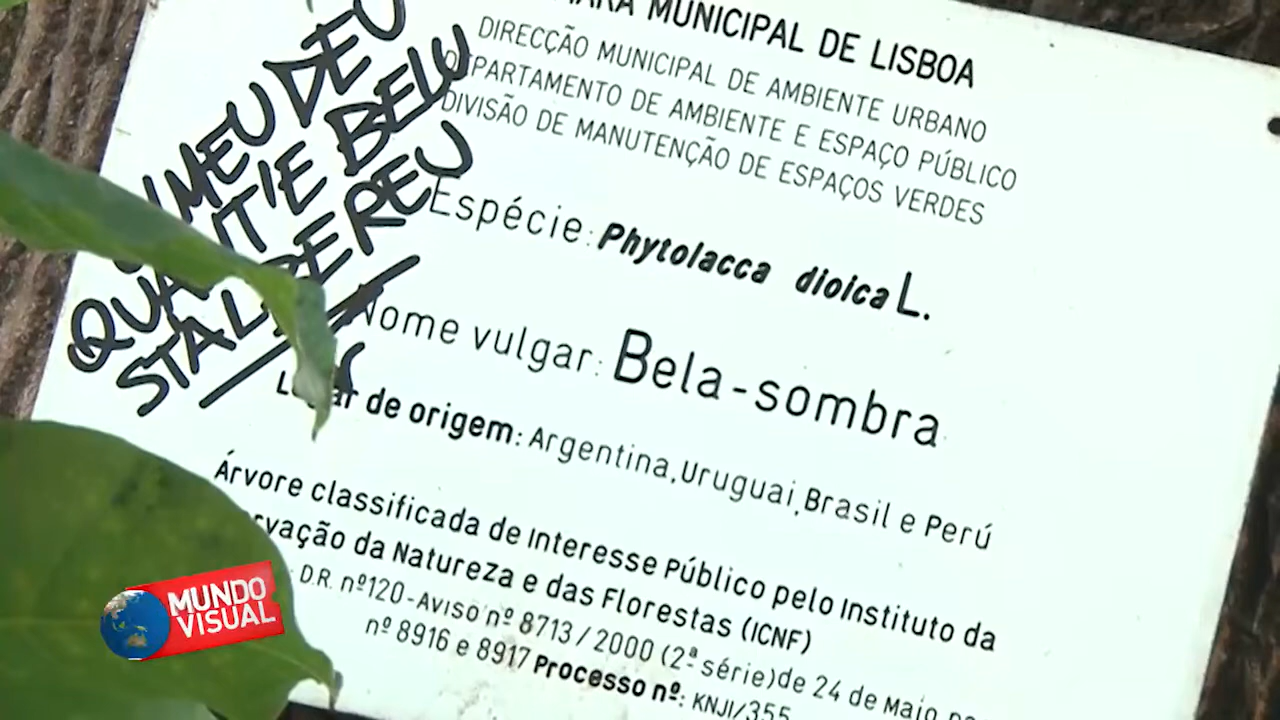 MUNICIPAL DE LISBOA
DIRECÇÃO MUNICIPAL DE AMBIENTE URBANO
DEPARTAMENTO DE AMBIENTE E ESPAÇO PÚBLICO
DIVISÃO DE MANUTENÇÃO DE ESPAÇOS VERDES
MEU DEU
BELU
STAL
Espécie: Phytolacca dioica L.
Nome vulgar: Bela-sombra
Lugar de origem: Argentina, Uruguai, Brasil e Perú
Árvore classificada de Interesse Público pelo Instituto da
da Natureza e das Florestas (ICNF)
D.R. nº120-Aviso nº 8713 / 2000 (2ª série) de 24 de Maio
nº 8916 e 8917 Processo nº: KNJI/355
MUNDO
VISUAL